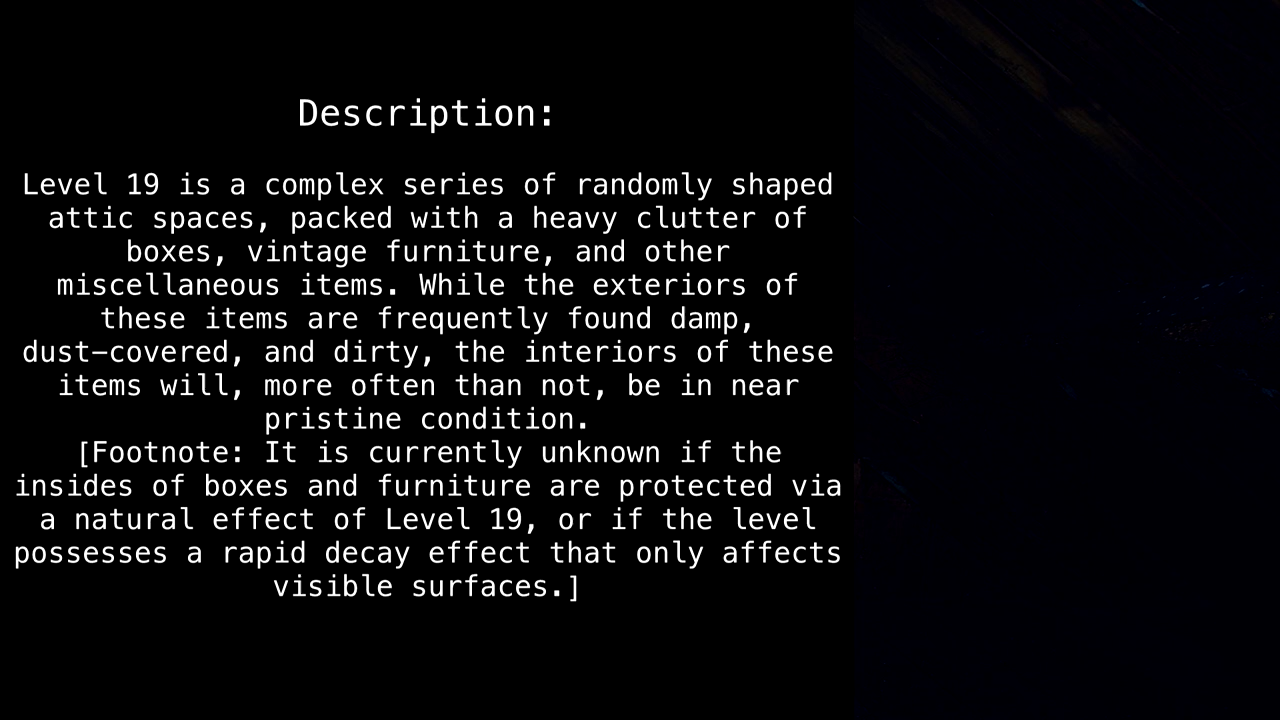 Description:
Level 19 is a complex series of randomly shaped
attic spaces, packed with a heavy clutter of
boxes, vintage furniture, and other
miscellaneous items. While the exteriors of
these items are frequently found damp,
dust-covered, and dirty, the interiors of these
items will, more often than not, be in near
pristine condition.
[Footnote: It is currently unknown if the
insides of boxes and furniture are protected via
a natural effect of Level 19, or if the level
possesses a rapid decay effect that only affects
visible surfaces.]